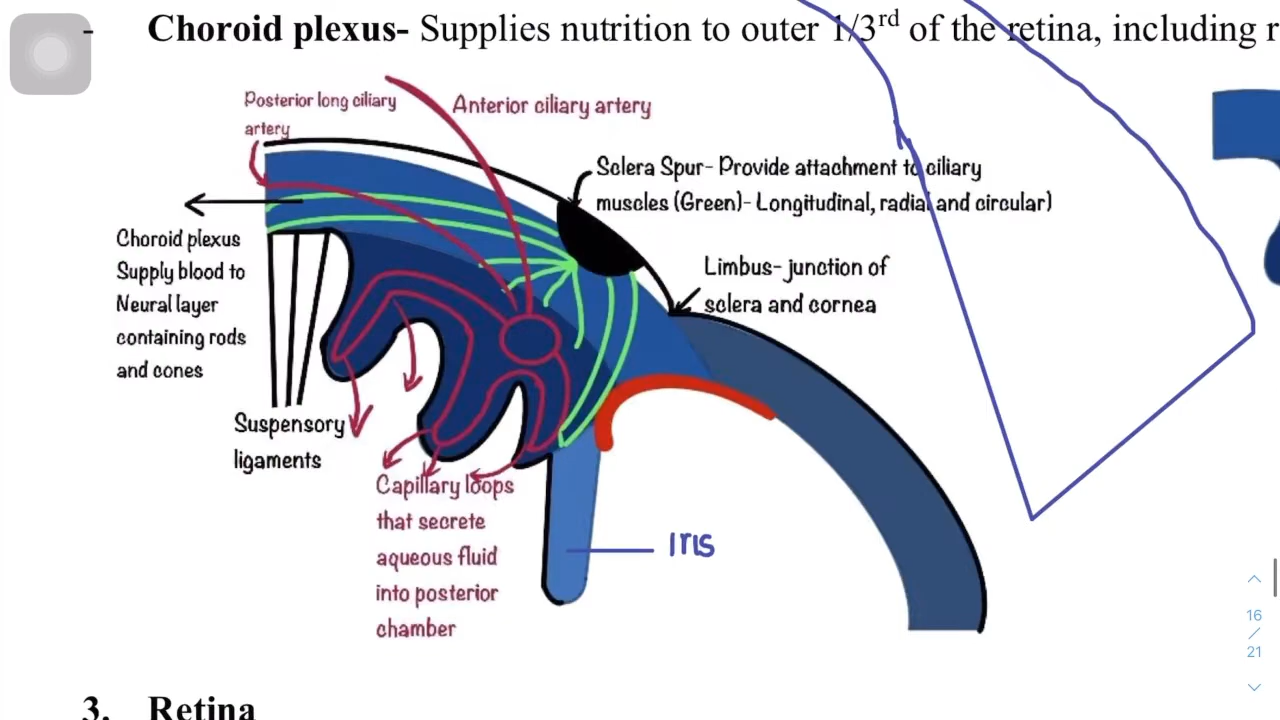 - Choroid plexus- Supplies nutrition to outer 1/3rd of the retina, including r
Posterior long ciliary
artery
Anterior ciliary artery
Sclera Spur- Provide attachment to ciliary
muscles (Green)- Longitudinal, radial and circular)
Choroid plexus
Supply blood to
Neural layer
containing rods
and cones
Limbus- junction of
sclera and cornea
Suspensory
ligaments
Capillary loops
that secrete
aqueous fluid
into posterior
chamber
IrIS
16
/
21
3. Retina